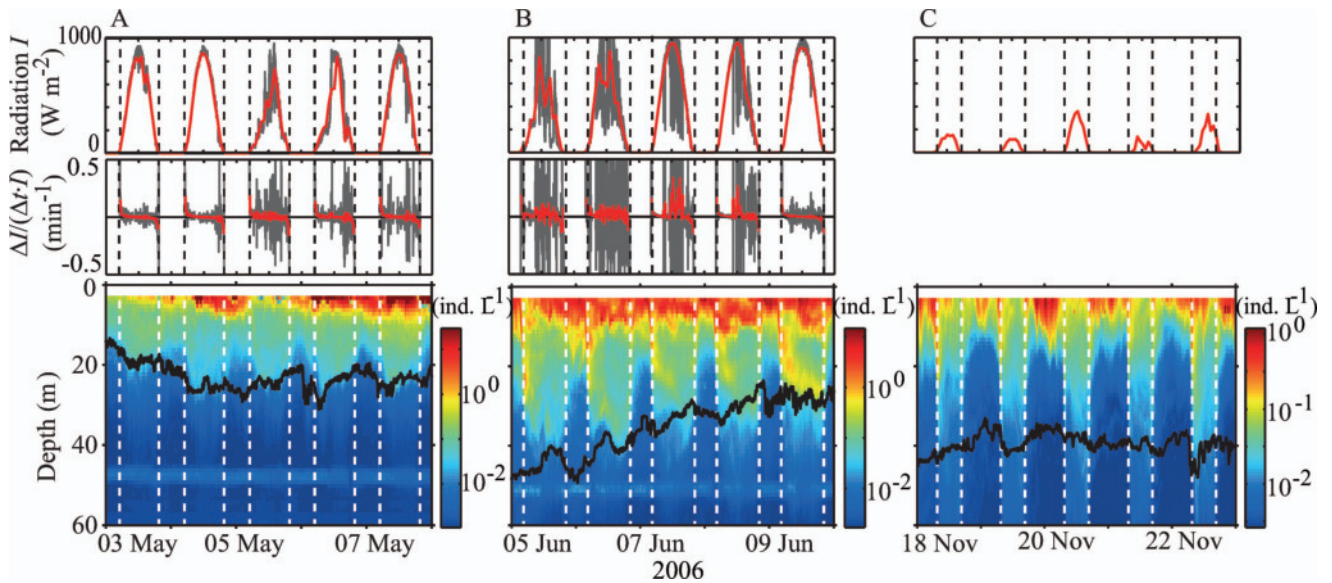 A
B
C
Radiation I
(W m-2)
1000
0
ΔI/(Δt·I)
(min-1)
0.5
-0.5
Depth (m)
0
20
40
60
(ind. L-1)
10^0
10^-2
(ind. L-1)
10^0
10^-2
(ind. L-1)
10^0
10^-1
10^-2
03 May
05 May
07 May
05 Jun
07 Jun
09 Jun
18 Nov
20 Nov
22 Nov
2006